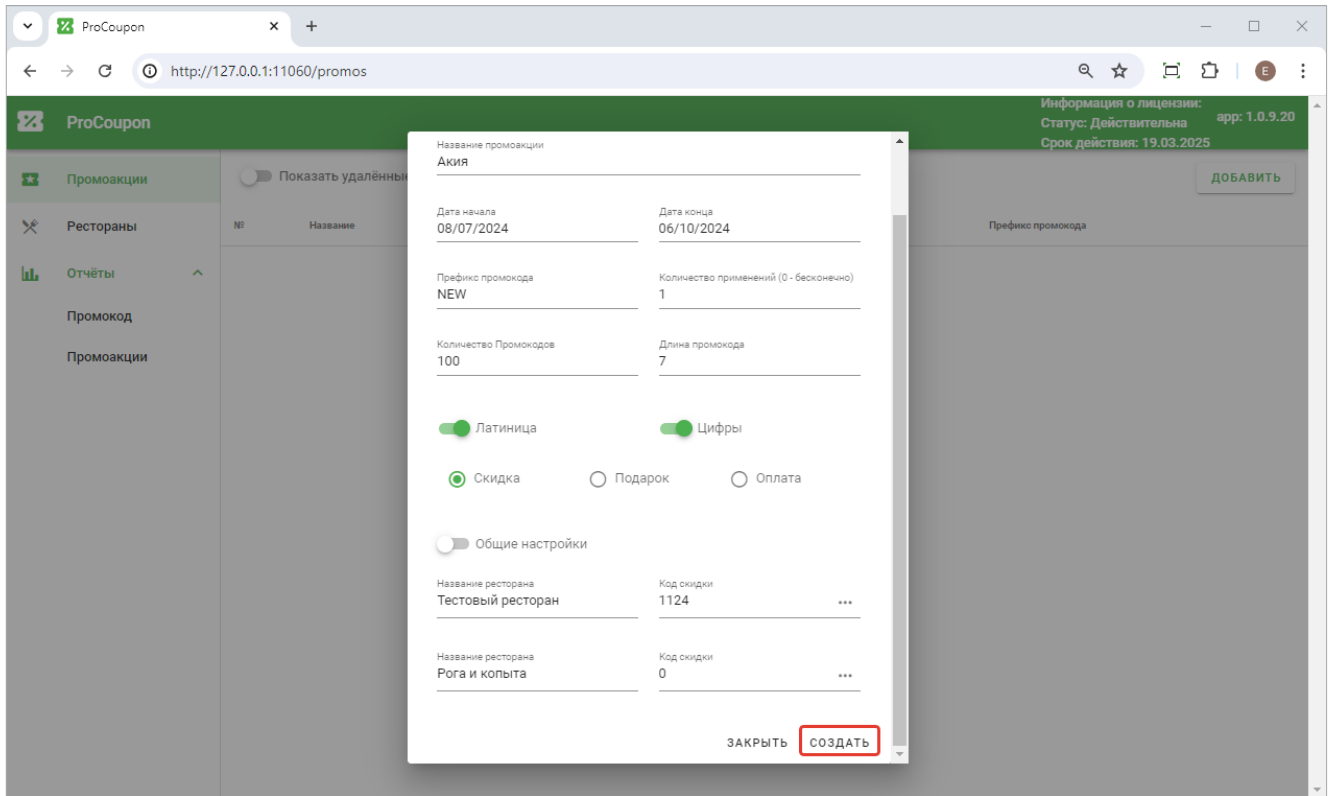 ProCoupon
http://127.0.0.1:11060/promos
E
ProCoupon
Информация о лицензии:
Статус: Действительна
Срок действия: 19.03.2025
app: 1.0.9.20
Промоакции
Рестораны
Отчёты
Промокод
Промоакции
Показать удалённые
ДОБАВИТЬ
№
Название
Префикс промокода
Название промоакции
Акия
Дата начала
08/07/2024
Дата конца
06/10/2024
Префикс промокода
NEW
Количество применений (0 - бесконечно)
1
Количество Промокодов
100
Длина промокода
7
Латиница
Цифры
Скидка
Подарок
Оплата
Общие настройки
Название ресторана
Тестовый ресторан
Код скидки
1124
Название ресторана
Рога и копыта
Код скидки
0
ЗАКРЫТЬ
СОЗДАТЬ